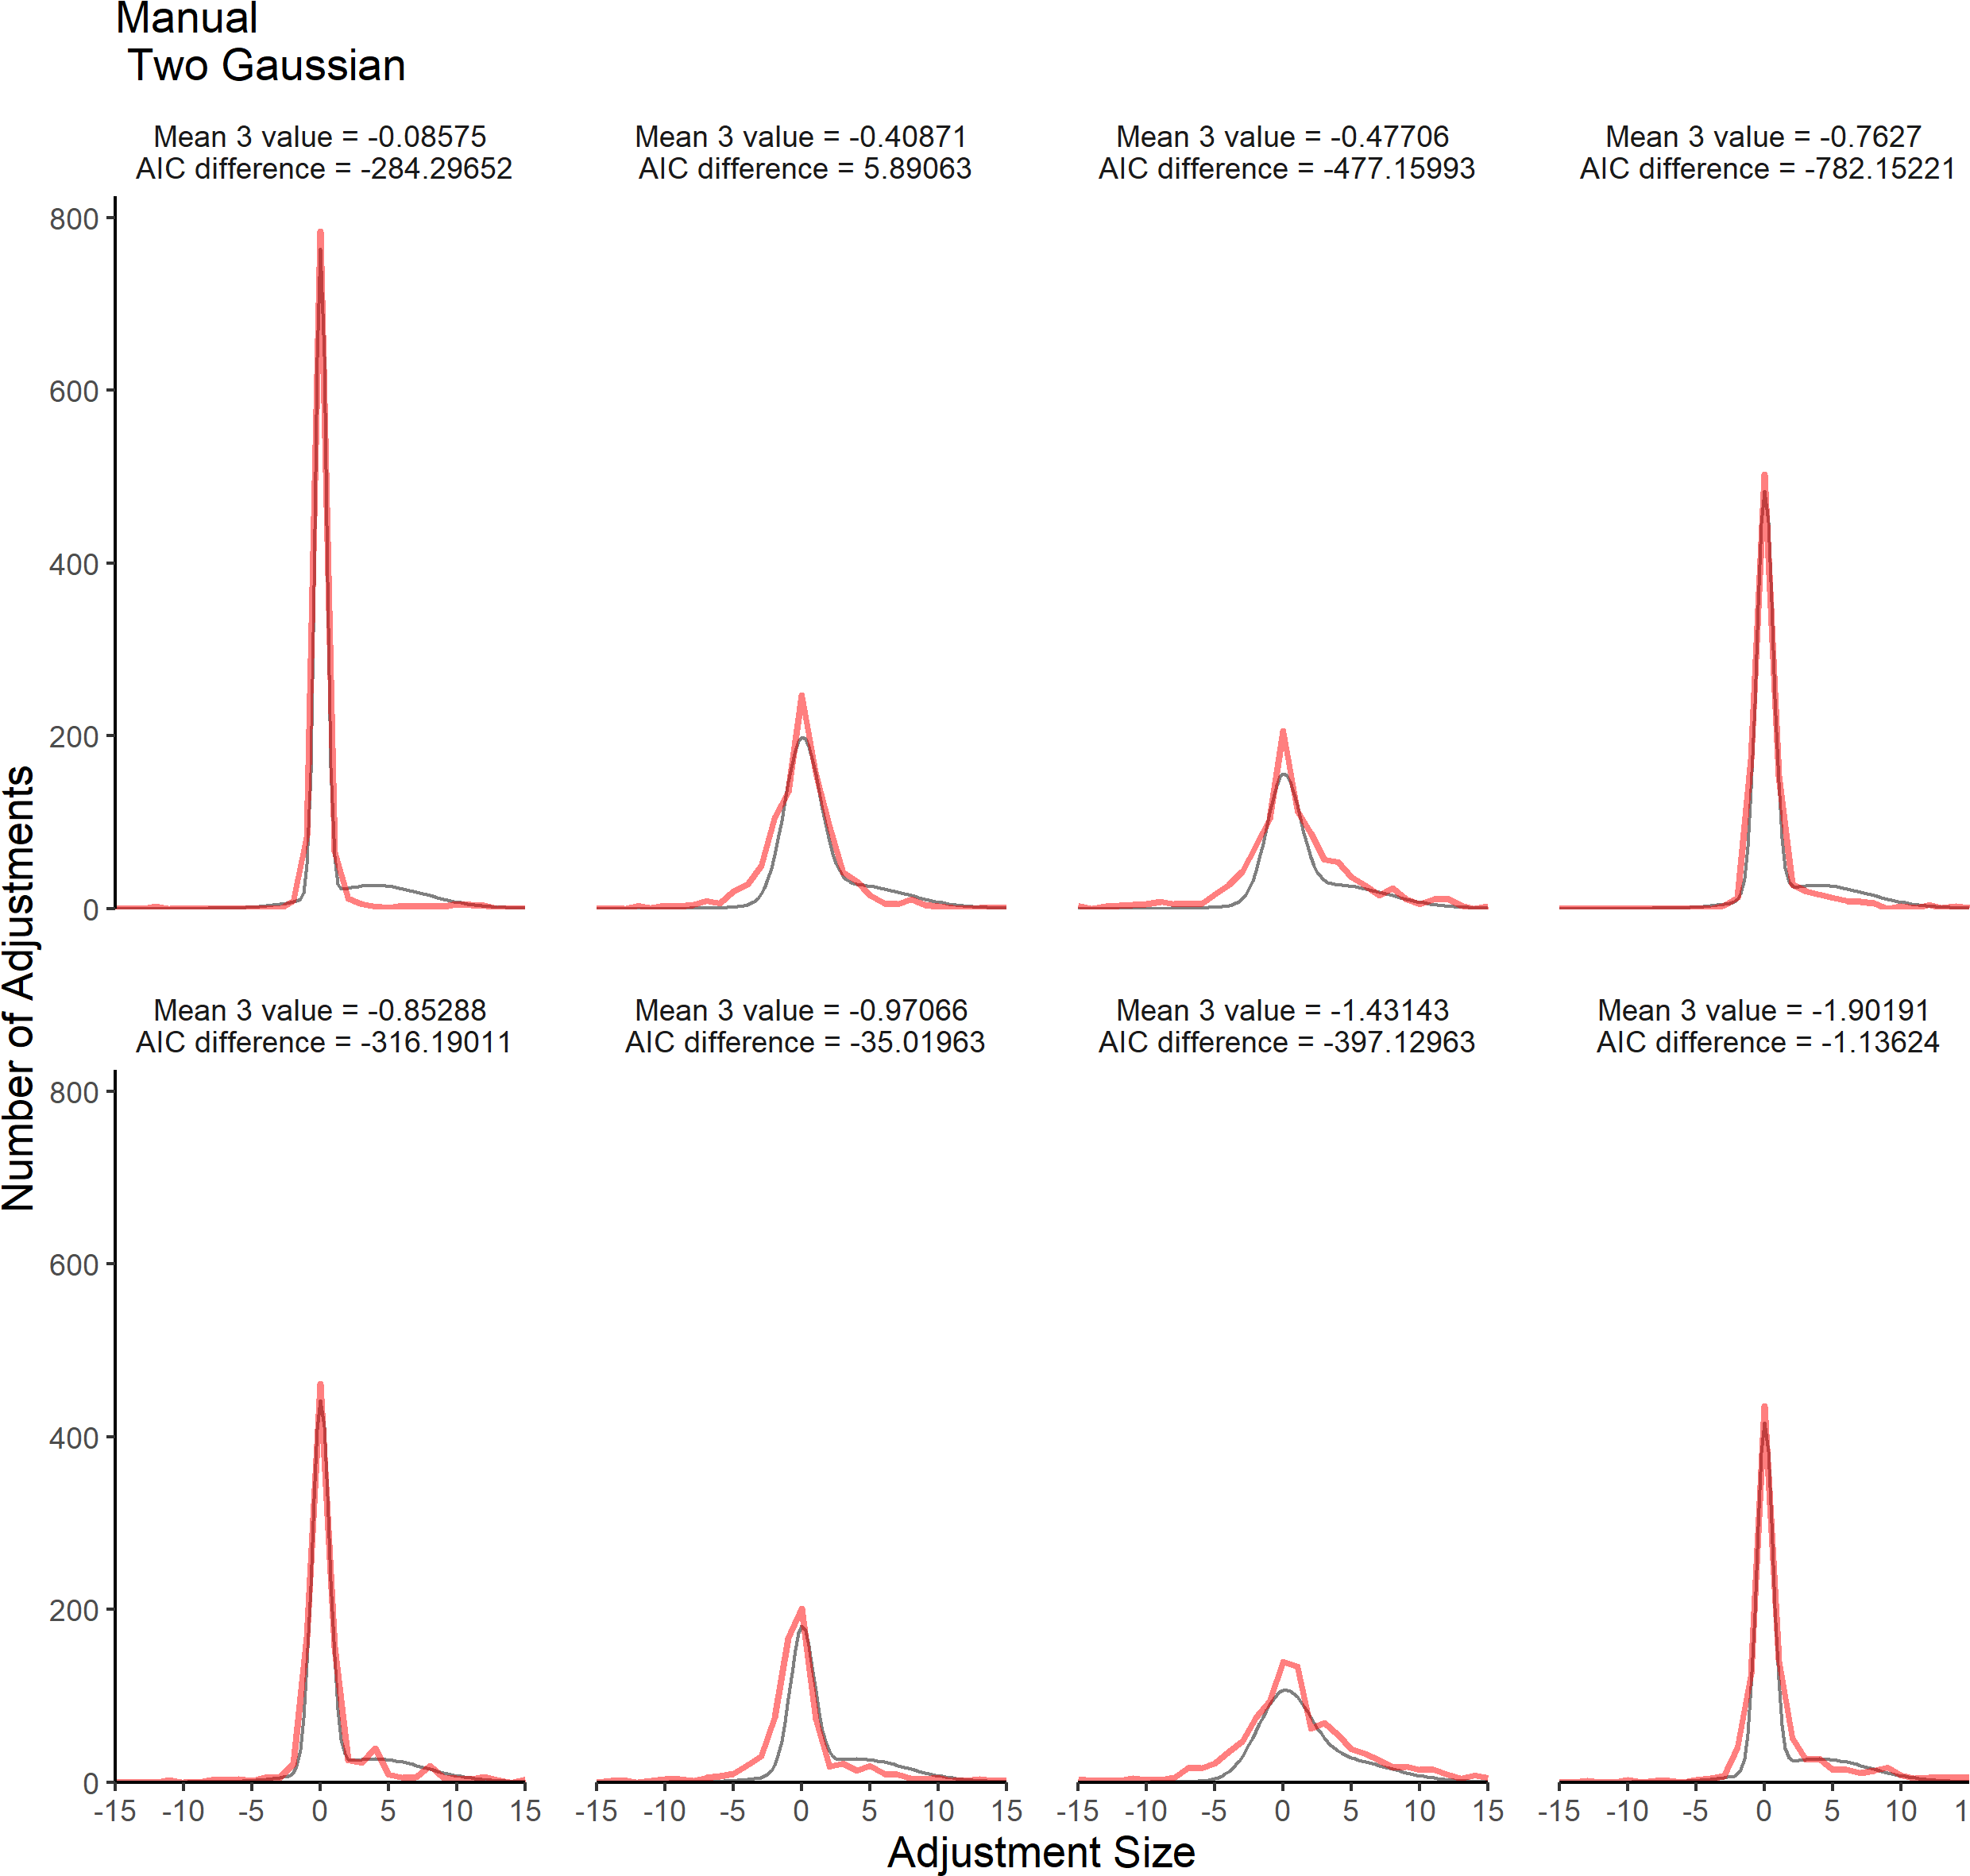 Manual
Two Gaussian
Mean 3 value = -0.08575
AIC difference = -284.29652
Mean 3 value = -0.40871
AIC difference = 5.89063
Mean 3 value = -0.47706
AIC difference = -477.15993
Mean 3 value = -0.7627
AIC difference = -782.15221
800
600
400
200
0
Number of Adjustments
Mean 3 value = -0.85288
AIC difference = -316.19011
Mean 3 value = -0.97066
AIC difference = -35.01963
Mean 3 value = -1.43143
AIC difference = -397.12963
Mean 3 value = -1.90191
AIC difference = -1.13624
800
600
400
200
0
-15 -10 -5 0 5 10 15
-15 -10 -5 0 5 10 15
-15 -10 -5 0 5 10 15
-15 -10 -5 0 5 10 1
Adjustment Size